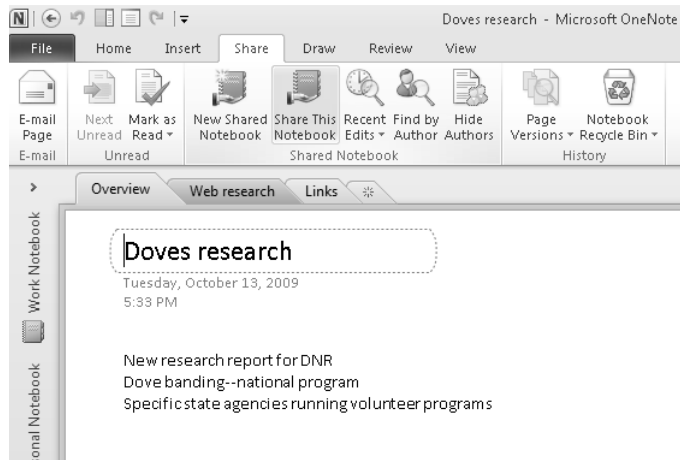 Doves research - Microsoft OneNote
File Home Insert Share Draw Review View
E-mail Page Next Unread Mark as Read New Shared Notebook Share This Notebook Recent Edits Find by Author Hide Authors Page Versions Notebook Recycle Bin
E-mail Unread Shared Notebook History
Overview Web research Links
Work Notebook
onal Notebook
Doves research
Tuesday, October 13, 2009
5:33 PM
New research report for DNR
Dove banding--national program
Specific state agencies running volunteer programs